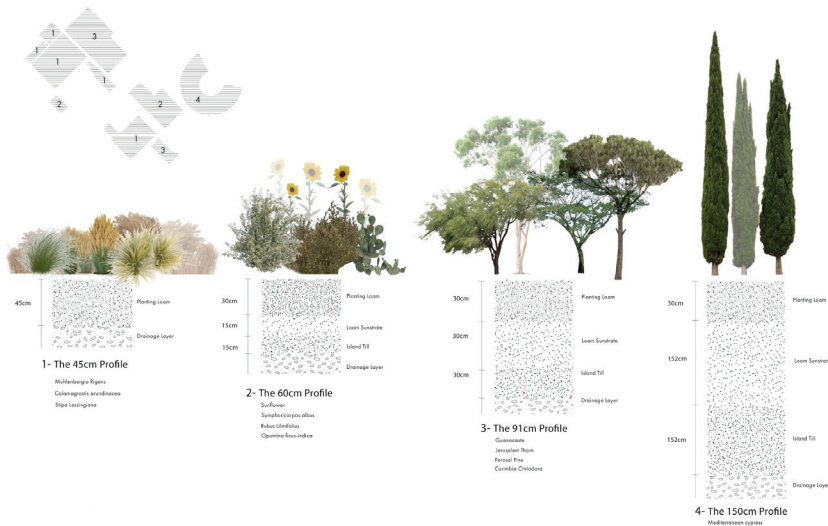 1
3
1
1
1
2
2
4
1
3
45cm
Planting Loam
Drainage Layer
1- The 45cm Profile
Muhlenbergia Rigens
Calamagrostis arundinacea
Stipa Lessingiana
30cm
15cm
15cm
Planting Loam
Loam Sunstrate
Island Till
Drainage Layer
2- The 60cm Profile
Sunflower
Symphoricarpos albus
Rubus Ulmifolius
Opuntina ficus-indica
30cm
30cm
30cm
Planting Loam
Loam Sunstrate
Island Till
Drainage Layer
3- The 91cm Profile
Guanacaste
Jerusalem Thorn
Parasol Pine
Corimbia Citriodora
30cm
152cm
152cm
Planting Loam
Loam Sunstrat
Island Till
Drainage Laye
4- The 150cm Profile
Mediterranean cypress